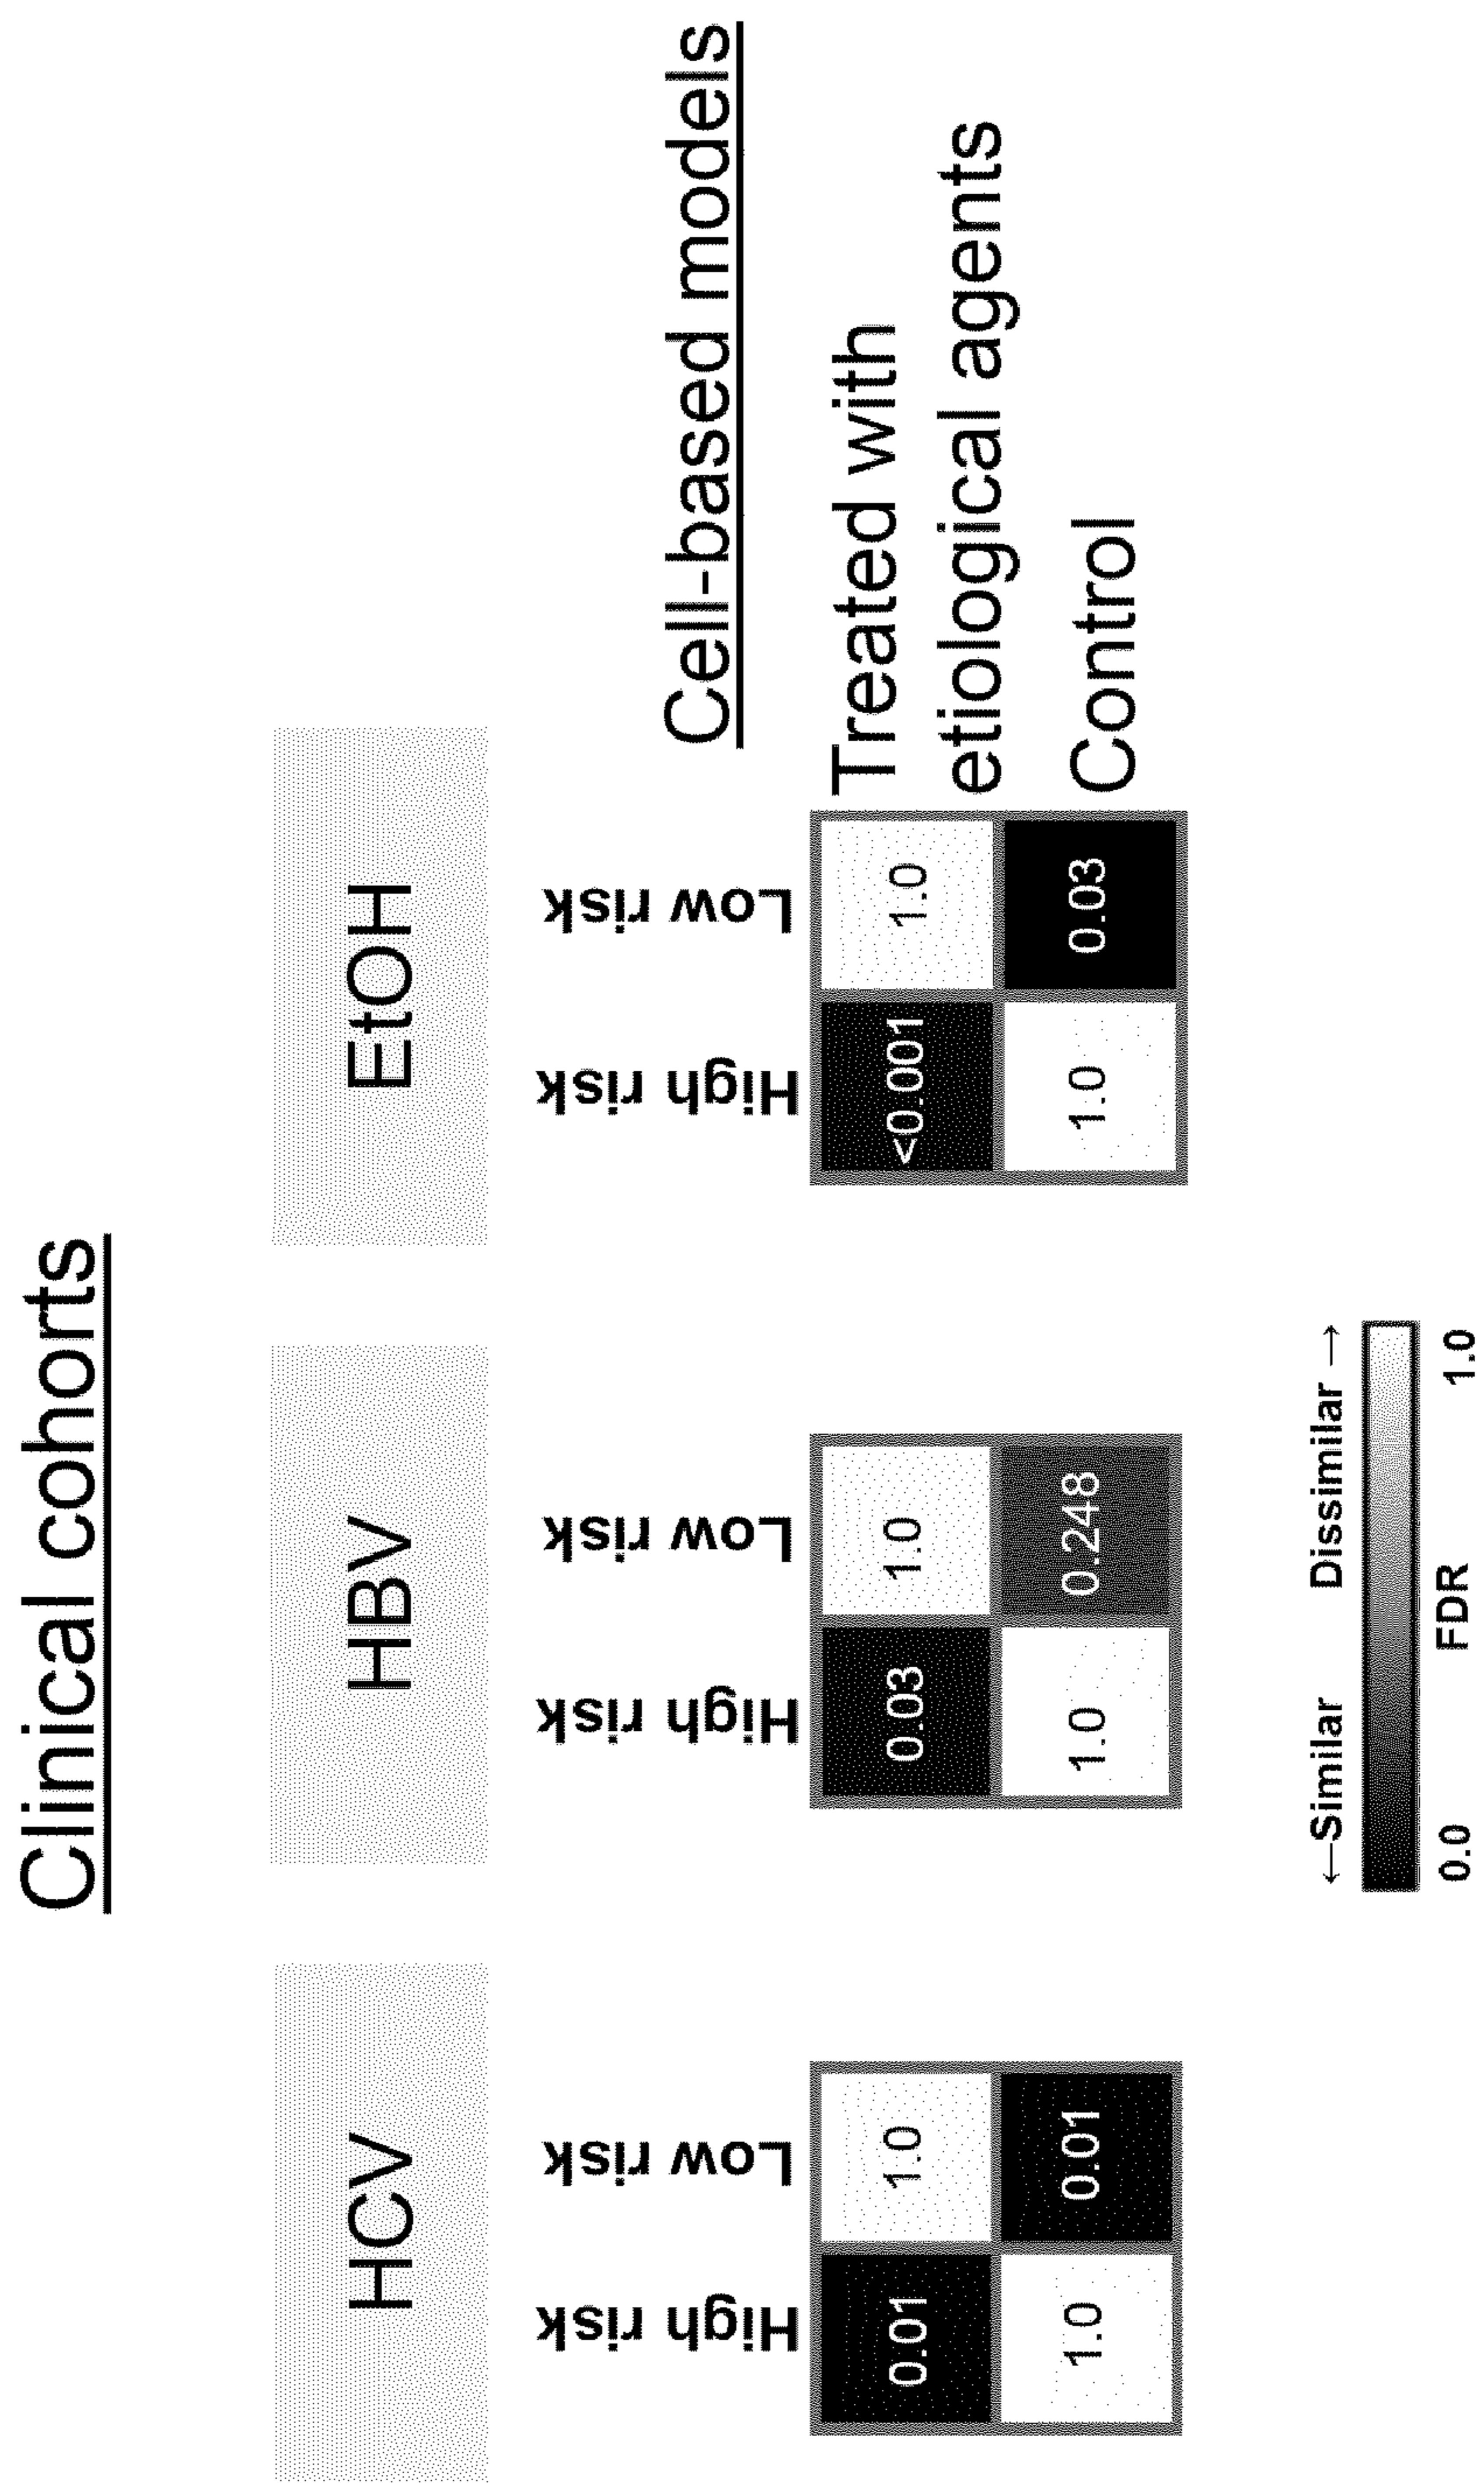 Clinical cohorts
HCV
HBV
EtOH
High risk
Low risk
High risk
Low risk
High risk
Low risk
Cell-based models
0.01
1.0
0.03
1.0
<0.001
1.0
Treated with
etiological agents
1.0
0.01
1.0
0.248
1.0
0.03
Control
←Similar
Dissimilar →
0.0
FDR
1.0